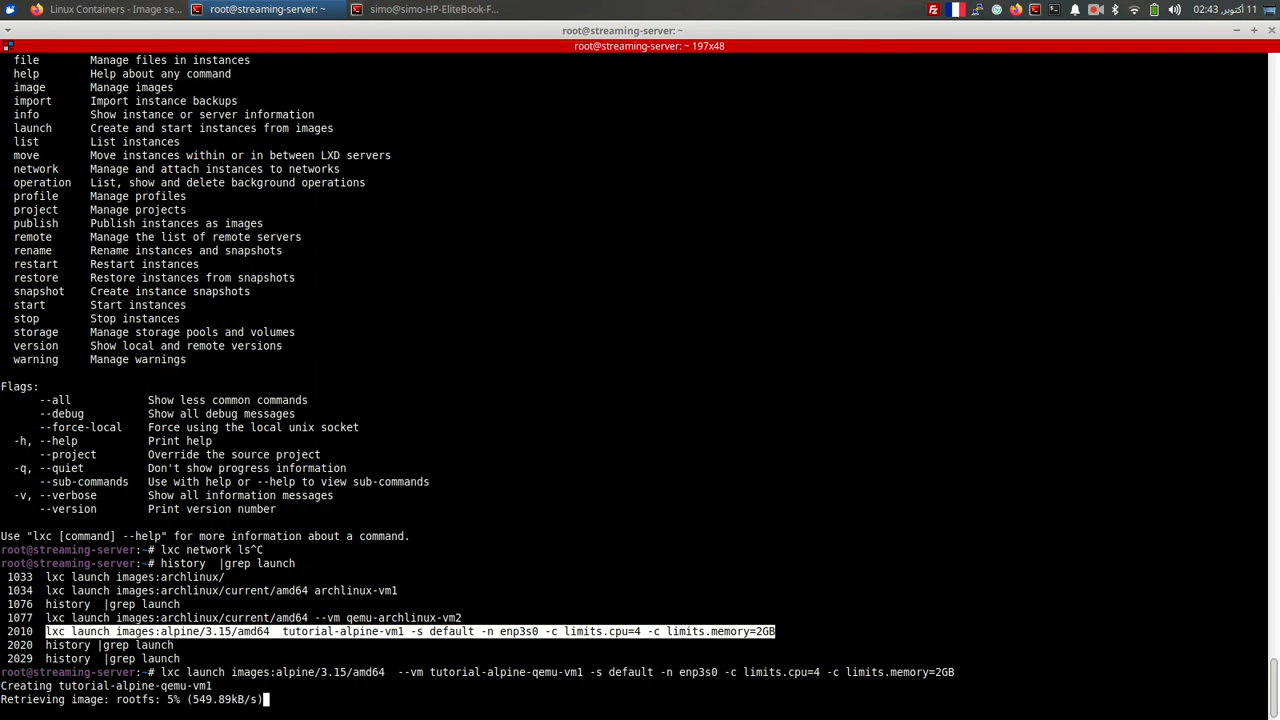 Linux Containers - Image se...
root@streaming-server: ~
simo@simo-HP-EliteBook-F...
11 أكتوبر, 02:43
root@streaming-server: ~
root@streaming-server: ~ 197x48
file        Manage files in instances
help        Help about any command
image       Manage images
import      Import instance backups
info        Show instance or server information
launch      Create and start instances from images
list        List instances
move        Move instances within or in between LXD servers
network     Manage and attach instances to networks
operation   List, show and delete background operations
profile     Manage profiles
project     Manage projects
publish     Publish instances as images
remote      Manage the list of remote servers
rename      Rename instances and snapshots
restart     Restart instances
restore     Restore instances from snapshots
snapshot    Create instance snapshots
start       Start instances
stop        Stop instances
storage     Manage storage pools and volumes
version     Show local and remote versions
warning     Manage warnings
Flags:
--all            Show less common commands
--debug          Show all debug messages
--force-local    Force using the local unix socket
-h, --help           Print help
--project        Override the source project
-q, --quiet          Don't show progress information
--sub-commands   Use with help or --help to view sub-commands
-v, --verbose        Show all information messages
--version        Print version number
Use "lxc [command] --help" for more information about a command.
root@streaming-server:~# lxc network ls^C
root@streaming-server:~# history  |grep launch
1033  lxc launch images:archlinux/
1034  lxc launch images:archlinux/current/amd64 archlinux-vm1
1076  history  |grep launch
1077  lxc launch images:archlinux/current/amd64 --vm qemu-archlinux-vm2
2010  lxc launch images:alpine/3.15/amd64  tutorial-alpine-vm1 -s default -n enp3s0 -c limits.cpu=4 -c limits.memory=2GB
2020  history |grep launch
2029  history  |grep launch
root@streaming-server:~# lxc launch images:alpine/3.15/amd64  --vm tutorial-alpine-qemu-vm1 -s default -n enp3s0 -c limits.cpu=4 -c limits.memory=2GB
Creating tutorial-alpine-qemu-vm1
Retrieving image: rootfs: 5% (549.89kB/s)